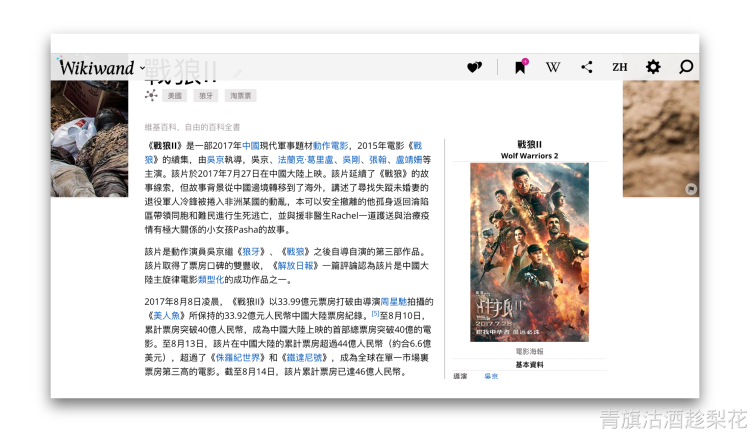 Wikiwand
戰狼II
ZH
美國 狼牙 淘票票
維基百科，自由的百科全書
《戰狼II》是一部2017年中國現代軍事題材動作電影，2015年電影《戰
狼》的續集，由吳京執導，吳京、法蘭克·葛里盧、吳剛、張翰、盧靖姍等
主演。該片於2017年7月27日在中國大陸上映。該片延續了《戰狼》的故
事線索，但故事背景從中國邊境轉移到了海外，講述了尋找失蹤未婚妻的
退役軍人冷鋒被捲入非洲某國的動亂，本可以安全撤離的他孤身返回淪陷
區帶領同胞和難民進行生死逃亡，並與援非醫生Rachel一道護送與治療疫
情有極大關係的小女孩Pasha的故事。
該片是動作演員吳京繼《狼牙》、《戰狼》之後自導自演的第三部作品。
該片取得了票房口碑的雙豐收，《解放日報》一篇評論認為該片是中國大
陸主旋律電影類型化的成功作品之一。
2017年8月8日凌晨，《戰狼II》以33.99億元票房打破由導演周星馳拍攝的
《美人魚》所保持的33.92億元人民幣中國大陸票房紀錄。[5]至8月10日，
累計票房突破40億人民幣，成為中國大陸上映的首部總票房突破40億的電
影。至8月13日，該片在中國大陸的累計票房超過44億人民幣（約合6.6億
美元），超過了《侏羅紀世界》和《鐵達尼號》，成為全球在單一市場裏
票房第三高的電影。截至8月14日，該片累計票房已達46億人民幣。
戰狼II
Wolf Warriors 2
战狼II
2017.7.28
犯我中华者 虽远必诛
電影海報
基本資料
導演 吳京
青旗沽酒趁梨花